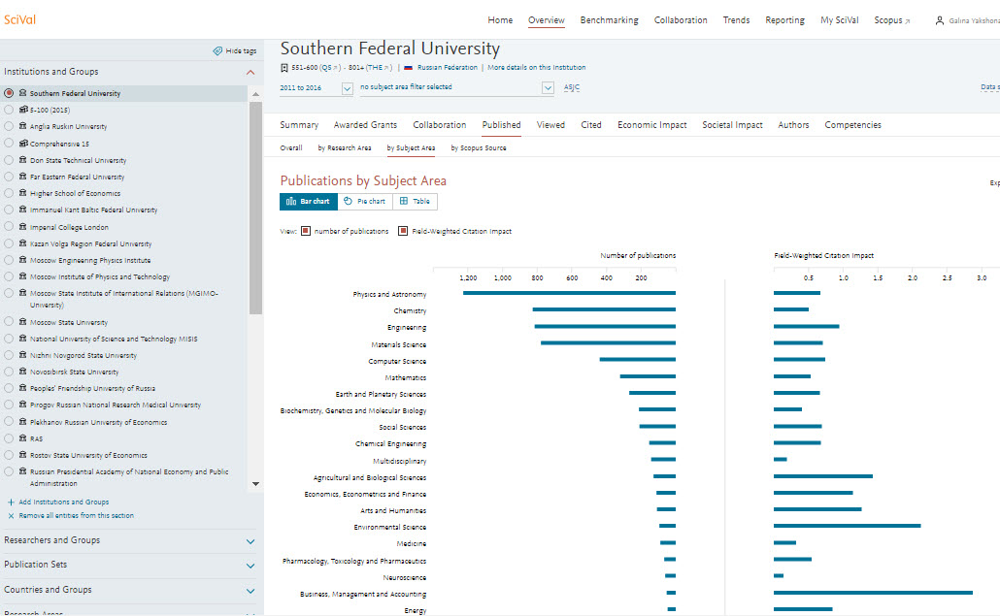 SciVal
Home Overview Benchmarking Collaboration Trends Reporting My SciVal Scopus Galina Yakshona
Hide tags
Institutions and Groups
Southern Federal University
5-100 (2015)
Anglia Ruskin University
Comprehensive 15
Don State Technical University
Far Eastern Federal University
Higher School of Economics
Immanuel Kant Baltic Federal University
Imperial College London
Kazan Volga Region Federal University
Moscow Engineering Physics Institute
Moscow Institute of Physics and Technology
Moscow State Institute of International Relations (MGIMO-
University)
Moscow State University
National University of Science and Technology MISIS
Nizhni Novgorod State University
Novosibirsk State University
Peoples' Friendship University of Russia
Pirogov Russian National Research Medical University
Plekhanov Russian University of Economics
RAS
Rostov State University of Economics
Russian Presidential Academy of National Economy and Public
Administration
Add Institutions and Groups
Remove all entities from this section
Researchers and Groups
Publication Sets
Countries and Groups
Research Areas
Southern Federal University
551-600 (QS) - 801+ (THE) | Russian Federation | More details on this Institution
2011 to 2016 no subject area filter selected ASJC
Data s
Summary Awarded Grants Collaboration Published Viewed Cited Economic Impact Societal Impact Authors Competencies
Overall by Research Area by Subject Area by Scopus Source
Publications by Subject Area
Exp
Bar chart Pie chart Table
View: number of publications Field-Weighted Citation Impact
Number of publications Field-Weighted Citation Impact
1,200 1,000 800 600 400 200 0.5 1.0 1.5 2.0 2.5 3.0
Physics and Astronomy
Chemistry
Engineering
Materials Science
Computer Science
Mathematics
Earth and Planetary Sciences
Biochemistry, Genetics and Molecular Biology
Social Sciences
Chemical Engineering
Multidisciplinary
Agricultural and Biological Sciences
Economics, Econometrics and Finance
Arts and Humanities
Environmental Science
Medicine
Pharmacology, Toxicology and Pharmaceutics
Neuroscience
Business, Management and Accounting
Energy